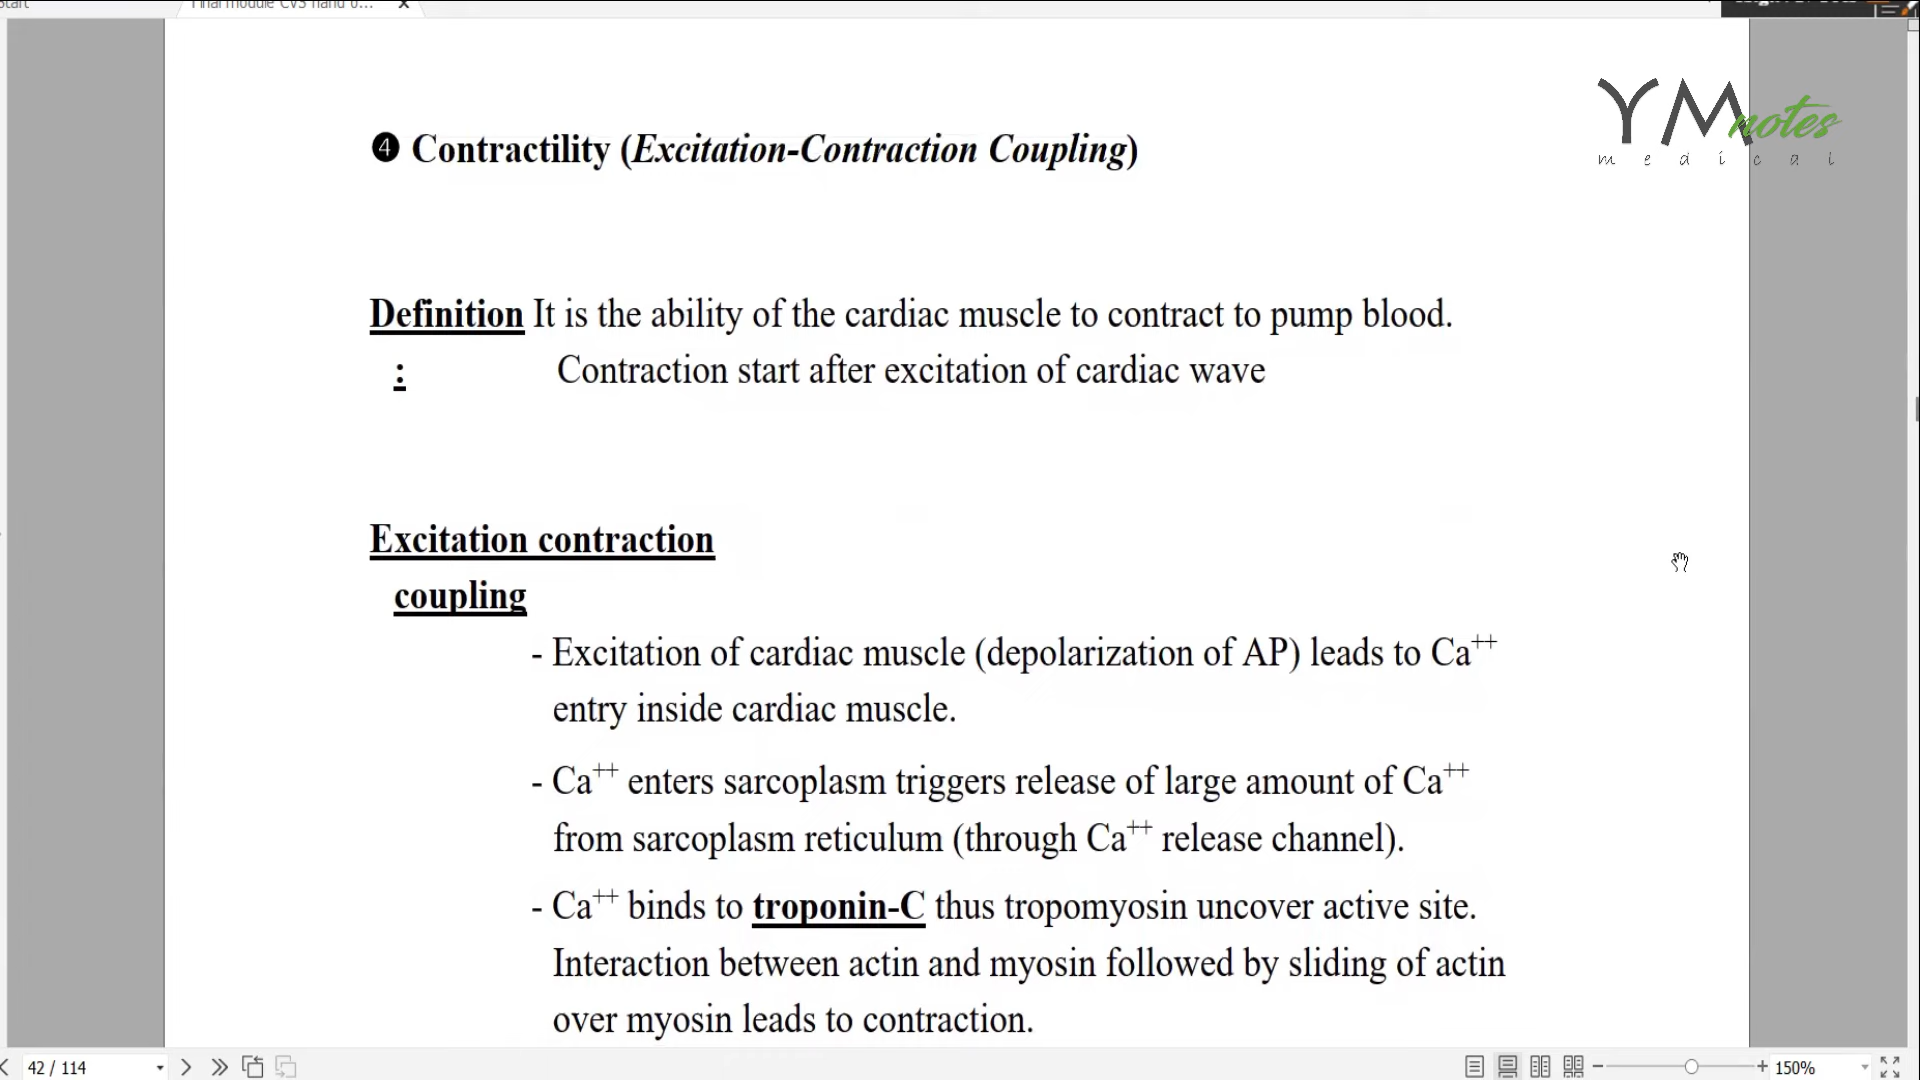 Final module CVS hand o...
YM notes
medical
❹ Contractility (Excitation-Contraction Coupling)
Definition It is the ability of the cardiac muscle to contract to pump blood.
: Contraction start after excitation of cardiac wave
Excitation contraction
coupling
- Excitation of cardiac muscle (depolarization of AP) leads to Ca⁺⁺
entry inside cardiac muscle.
- Ca⁺⁺ enters sarcoplasm triggers release of large amount of Ca⁺⁺
from sarcoplasm reticulum (through Ca⁺⁺ release channel).
- Ca⁺⁺ binds to troponin-C thus tropomyosin uncover active site.
Interaction between actin and myosin followed by sliding of actin
over myosin leads to contraction.
42 / 114
150%